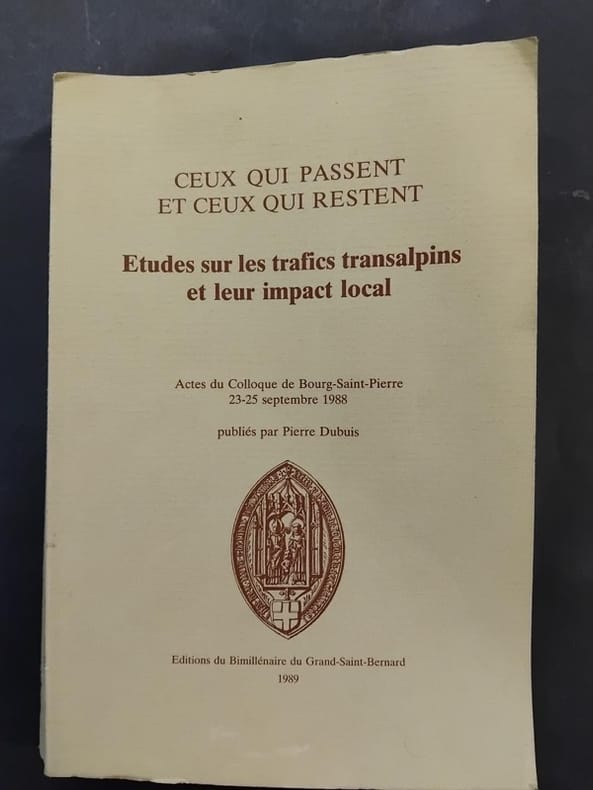 CEUX QUI PASSENT
ET CEUX QUI RESTENT
Etudes sur les trafics transalpins
et leur impact local
Actes du Colloque de Bourg-Saint-Pierre
23-25 septembre 1988
publiés par Pierre Dubuis
Editions du Bimillénaire du Grand-Saint-Bernard
1989